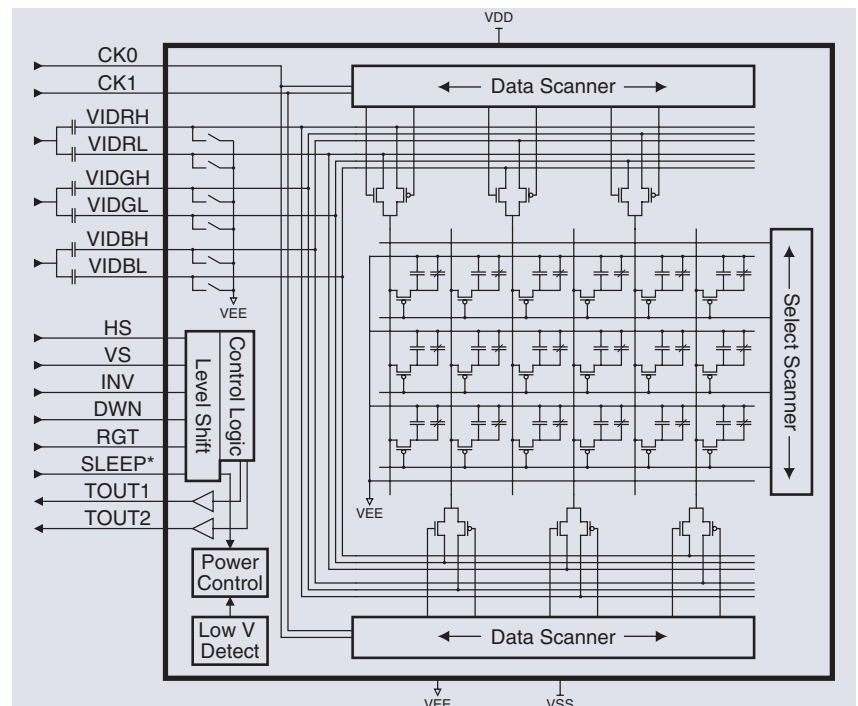 VDD
CK0
CK1
Data Scanner
VIDRH
VIDRL
VIDGH
VIDGL
VIDBH
VIDBL
VEE
Select Scanner
HS
VS
INV
DWN
RGT
SLEEP*
TOUT1
TOUT2
Level Shift
Control Logic
VEE
Power
Control
Low V
Detect
Data Scanner
VEE
VSS